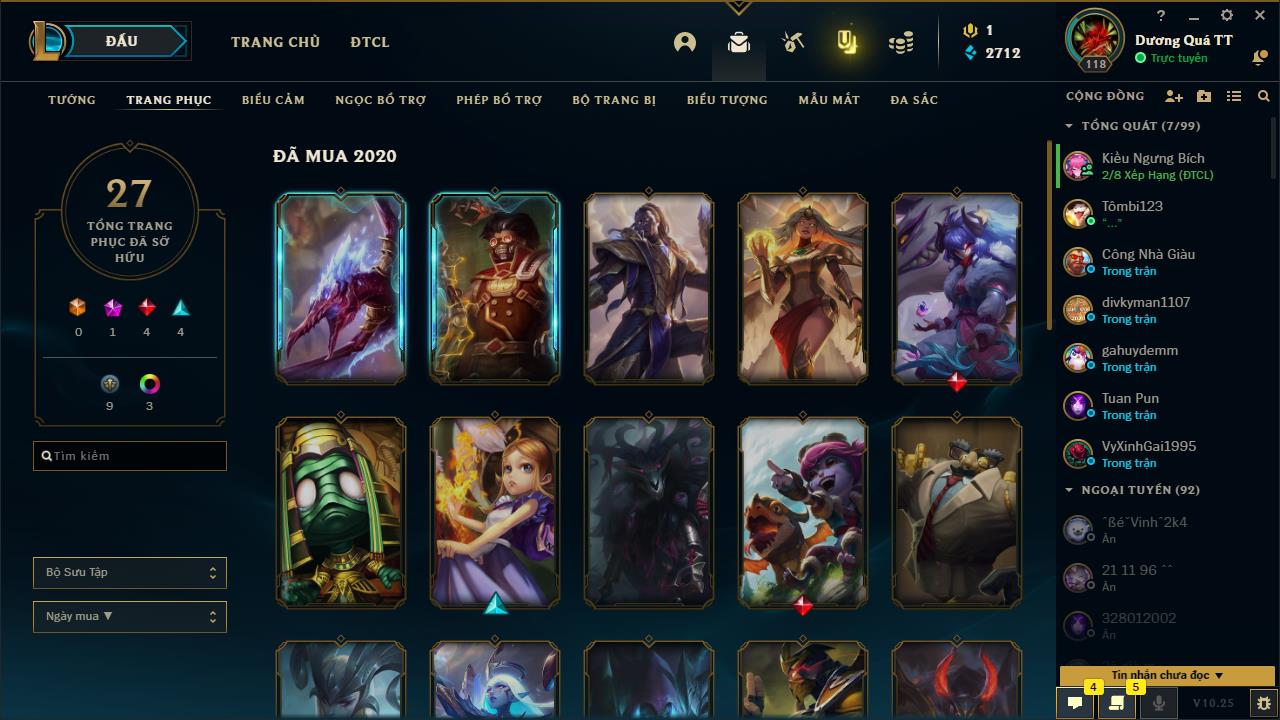 ĐẤU
TRANG CHỦ
ĐTCL
1
2712
118
Dương Quá TT
Trực tuyến
TƯỚNG
TRANG PHỤC
BIỂU CẢM
NGỌC BỔ TRỢ
PHÉP BỔ TRỢ
BỘ TRANG BỊ
BIỂU TƯỢNG
MẪU MẮT
ĐA SẮC
27
TỔNG TRANG
PHỤC ĐÃ SỞ
HỮU
0
1
4
4
9
3
Tìm kiếm
Bộ Sưu Tập
Ngày mua ▼
ĐÃ MUA 2020
CỘNG ĐỒNG
TỔNG QUÁT (7/99)
Kiều Ngưng Bích
2/8 Xếp Hạng (ĐTCL)
Tômbi123
“...”
Công Nhà Giàu
Trong trận
divkyman1107
Trong trận
gahuydemm
Trong trận
Tuan Pun
Trong trận
VyXinhGai1995
Trong trận
NGOẠI TUYẾN (92)
ˆßéˇVinhˆ2k4
Ẩn
21 11 96 ˆˆ
Ẩn
328012002
Ẩn
Tin nhắn chưa đọc ▼
4
5
V10.25